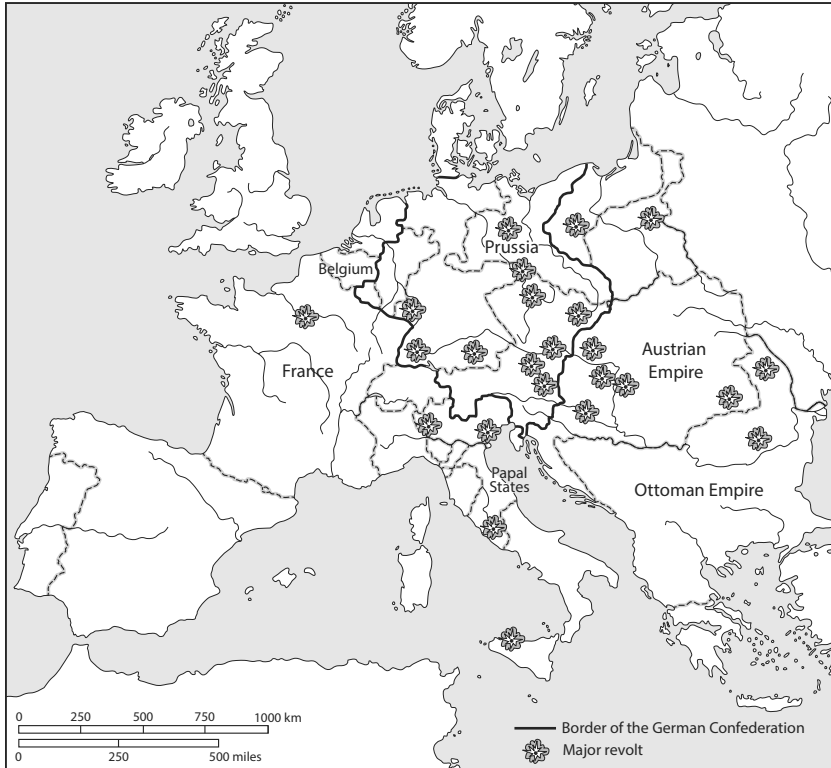 Prussia
Belgium
France
Austrian
Empire
Papal
States
Ottoman Empire
0 250 500 750 1000 km
0 250 500 miles
Border of the German Confederation
Major revolt